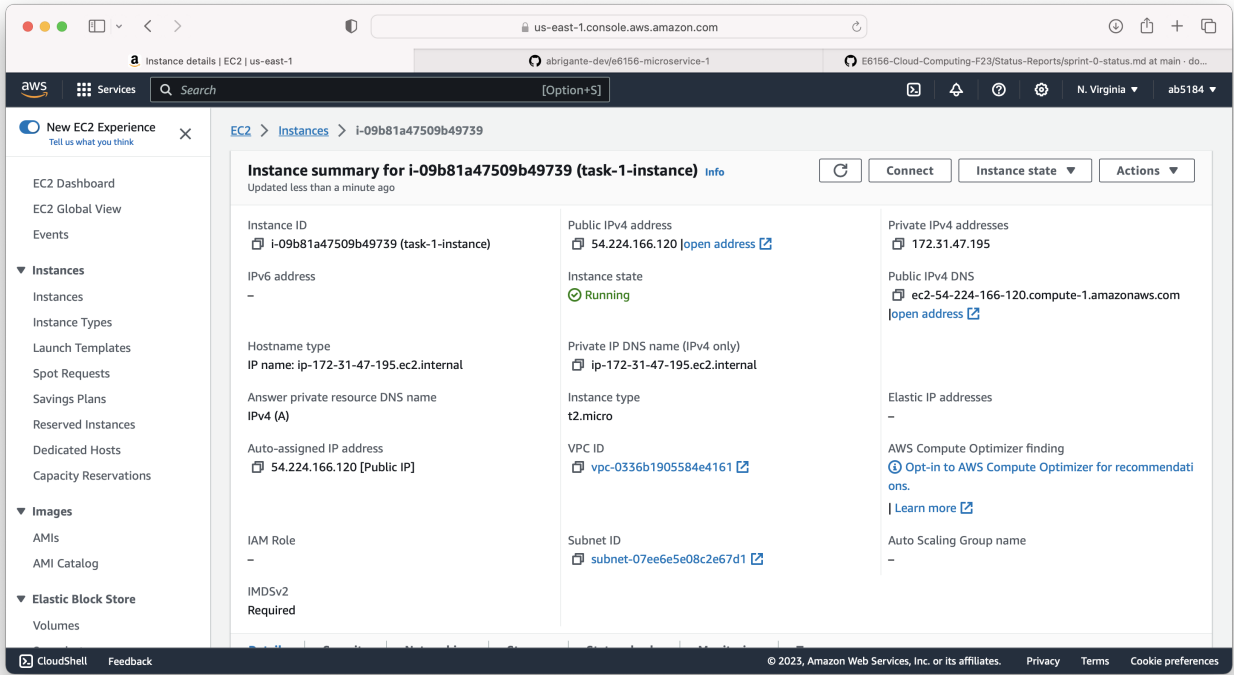 us-east-1.console.aws.amazon.com
a Instance details | EC2 | us-east-1
abrigante-dev/e6156-microservice-1
E6156-Cloud-Computing-F23/Status-Reports/sprint-0-status.md at main · do...
aws
Services
Search
[Option+S]
N. Virginia
ab5184
New EC2 Experience
Tell us what you think
EC2 Dashboard
EC2 Global View
Events
Instances
Instances
Instance Types
Launch Templates
Spot Requests
Savings Plans
Reserved Instances
Dedicated Hosts
Capacity Reservations
Images
AMIs
AMI Catalog
Elastic Block Store
Volumes
EC2 > Instances > i-09b81a47509b49739
Instance summary for i-09b81a47509b49739 (task-1-instance) Info
Updated less than a minute ago
Connect
Instance state
Actions
Instance ID
i-09b81a47509b49739 (task-1-instance)
Public IPv4 address
54.224.166.120 |open address
Private IPv4 addresses
172.31.47.195
IPv6 address
–
Instance state
Running
Public IPv4 DNS
ec2-54-224-166-120.compute-1.amazonaws.com
|open address
Hostname type
IP name: ip-172-31-47-195.ec2.internal
Private IP DNS name (IPv4 only)
ip-172-31-47-195.ec2.internal
Answer private resource DNS name
IPv4 (A)
Instance type
t2.micro
Elastic IP addresses
–
Auto-assigned IP address
54.224.166.120 [Public IP]
VPC ID
vpc-0336b1905584e4161
AWS Compute Optimizer finding
Opt-in to AWS Compute Optimizer for recommendati
ons.
| Learn more
IAM Role
–
Subnet ID
subnet-07ee6e5e08c2e67d1
Auto Scaling Group name
–
IMDSv2
Required
CloudShell
Feedback
© 2023, Amazon Web Services, Inc. or its affiliates.
Privacy
Terms
Cookie preferences